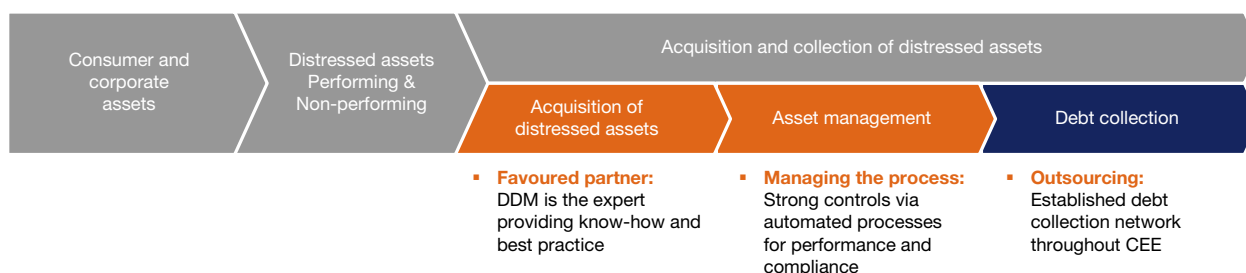 Consumer and
corporate
assets
Distressed assets
Performing &
Non-performing
Acquisition and collection of distressed assets
Acquisition of
distressed assets
Asset management
Debt collection
▪ Favoured partner:
DDM is the expert
providing know-how and
best practice
▪ Managing the process:
Strong controls via
automated processes
for performance and
compliance
▪ Outsourcing:
Established debt
collection network
throughout CEE